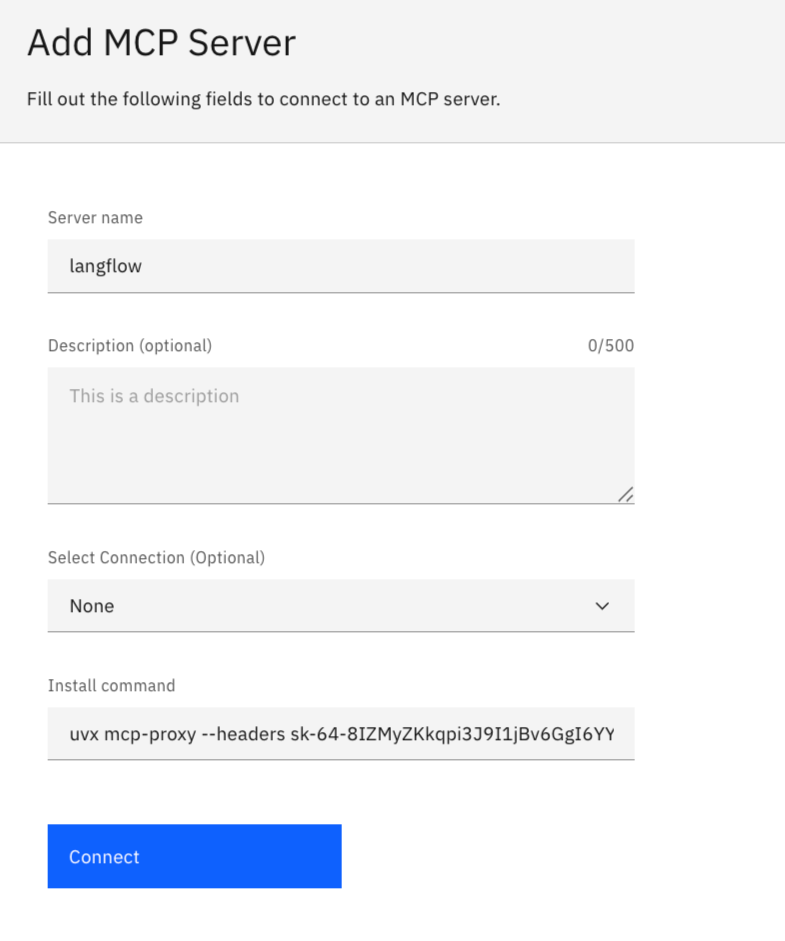 Add MCP Server
Fill out the following fields to connect to an MCP server.
Server name
langflow
Description (optional) 0/500
This is a description
Select Connection (Optional)
None
Install command
uvx mcp-proxy --headers sk-64-8IZMyZKkqpi3J9I1jBv6GgI6YY
Connect